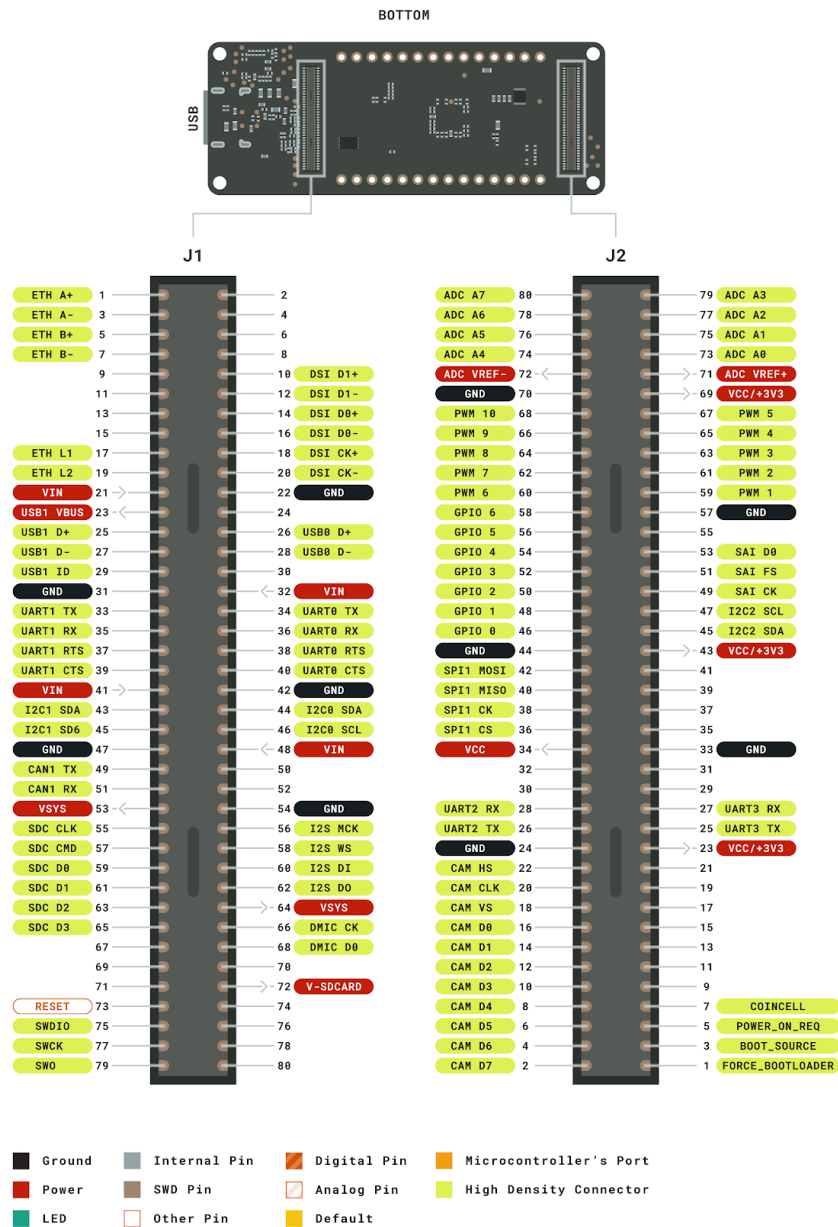 BOTTOM
USB
J1 J2
ETH A+ 1 2 ADC A7 80 79 ADC A3
ETH A- 3 4 ADC A6 78 77 ADC A2
ETH B+ 5 6 ADC A5 76 75 ADC A1
ETH B- 7 8 ADC A4 74 73 ADC A0
9 10 DSI D1+ ADC VREF- 72 71 ADC VREF+
11 12 DSI D1- GND 70 69 VCC/+3V3
13 14 DSI D0+ PWM 10 68 67 PWM 5
15 16 DSI D0- PWM 9 66 65 PWM 4
ETH L1 17 18 DSI CK+ PWM 8 64 63 PWM 3
ETH L2 19 20 DSI CK- PWM 7 62 61 PWM 2
VIN 21 22 GND PWM 6 60 59 PWM 1
USB1 VBUS 23 24 GPIO 6 58 57 GND
USB1 D+ 25 26 USB0 D+ GPIO 5 56 55
USB1 D- 27 28 USB0 D- GPIO 4 54 53 SAI D0
USB1 ID 29 30 GPIO 3 52 51 SAI FS
GND 31 32 VIN GPIO 2 50 49 SAI CK
UART1 TX 33 34 UART0 TX GPIO 1 48 47 I2C2 SCL
UART1 RX 35 36 UART0 RX GPIO 0 46 45 I2C2 SDA
UART1 RTS 37 38 UART0 RTS GND 44 43 VCC/+3V3
UART1 CTS 39 40 UART0 CTS SPI1 MOSI 42 41
VIN 41 42 GND SPI1 MISO 40 39
I2C1 SDA 43 44 I2C0 SDA SPI1 CK 38 37
I2C1 SD6 45 46 I2C0 SCL SPI1 CS 36 35
GND 47 48 VIN VCC 34 33 GND
CAN1 TX 49 50 32 31
CAN1 RX 51 52 30 29
VSYS 53 54 GND UART2 RX 28 27 UART3 RX
SDC CLK 55 56 I2S MCK UART2 TX 26 25 UART3 TX
SDC CMD 57 58 I2S WS GND 24 23 VCC/+3V3
SDC D0 59 60 I2S DI CAM HS 22 21
SDC D1 61 62 I2S DO CAM CLK 20 19
SDC D2 63 64 VSYS CAM VS 18 17
SDC D3 65 66 DMIC CK CAM D0 16 15
67 68 DMIC D0 CAM D1 14 13
69 70 CAM D2 12 11
71 72 V-SDCARD CAM D3 10 9
RESET 73 74 CAM D4 8 7 COINCELL
SWDIO 75 76 CAM D5 6 5 POWER_ON_REQ
SWCK 77 78 CAM D6 4 3 BOOT_SOURCE
SWO 79 80 CAM D7 2 1 FORCE_BOOTLOADER
Ground Internal Pin Digital Pin Microcontroller's Port
Power SWD Pin Analog Pin High Density Connector
LED Other Pin Default